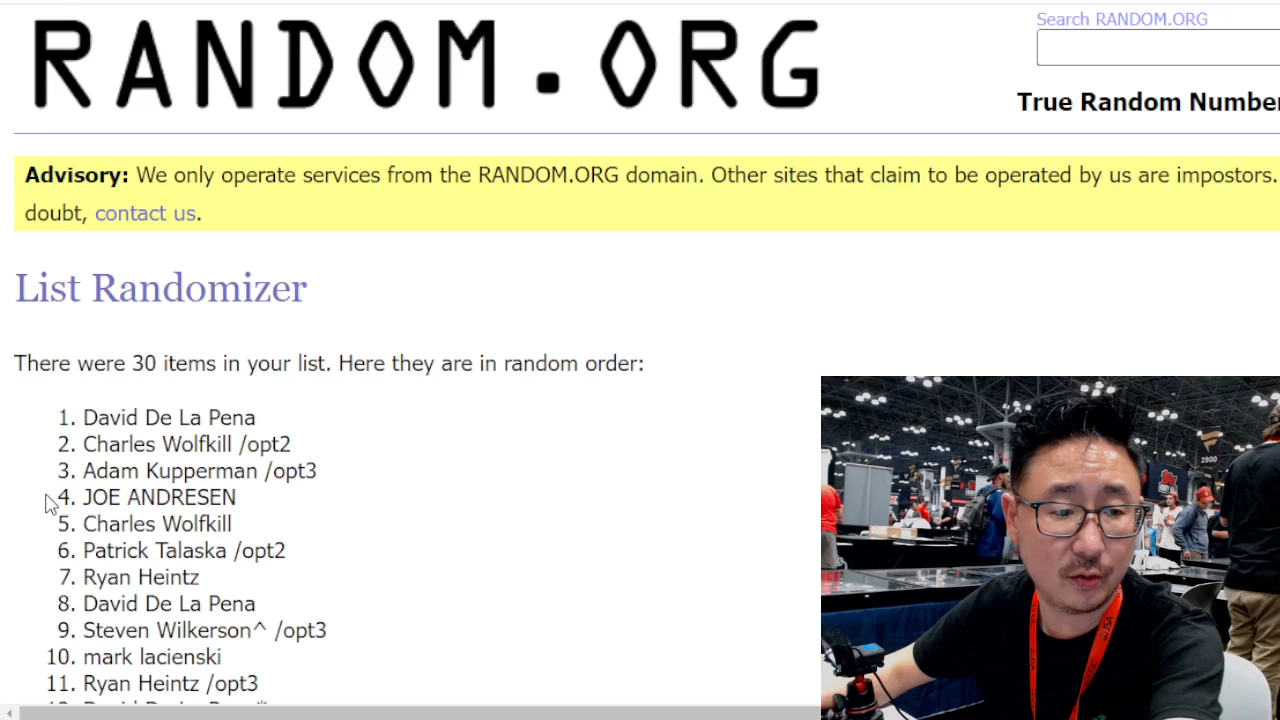 Search RANDOM.ORG
RANDOM.ORG
True Random Number
Advisory: We only operate services from the RANDOM.ORG domain. Other sites that claim to be operated by us are impostors.
doubt, contact us.
List Randomizer
There were 30 items in your list. Here they are in random order:
1. David De La Pena
2. Charles Wolfkill /opt2
3. Adam Kupperman /opt3
4. JOE ANDRESEN
5. Charles Wolfkill
6. Patrick Talaska /opt2
7. Ryan Heintz
8. David De La Pena
9. Steven Wilkerson^ /opt3
10. mark lacienski
11. Ryan Heintz /opt3
2900
topps
JSA